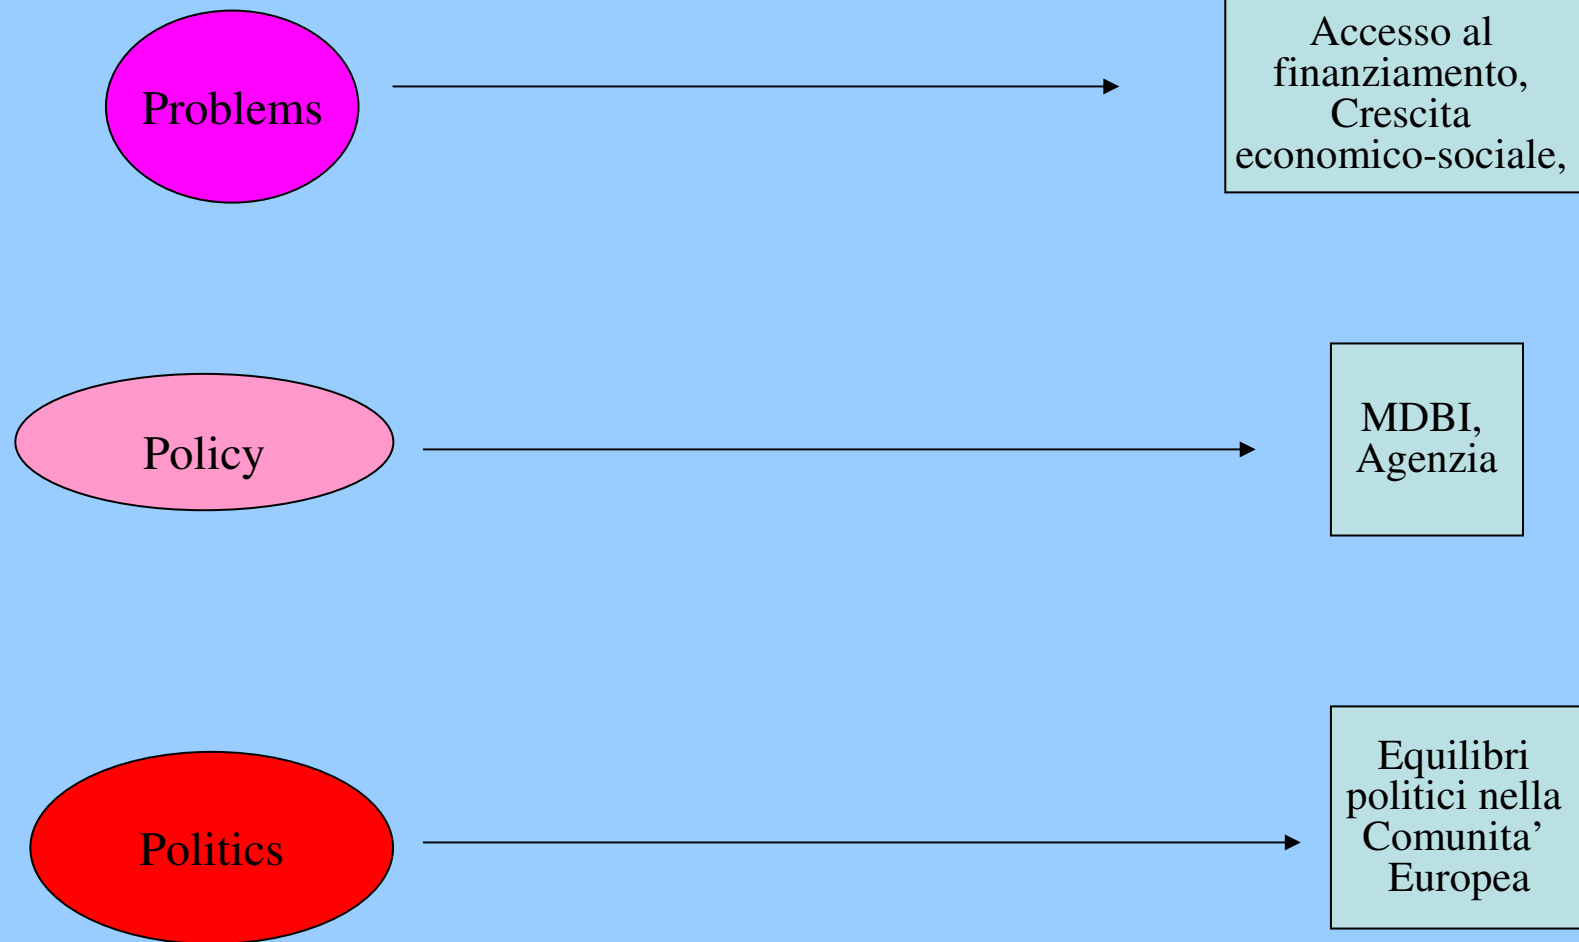 Problems
Accesso al
finanziamento,
Crescita
economico-sociale,
Policy
MDBI,
Agenzia
Politics
Equilibri
politici nella
Comunita’
Europea